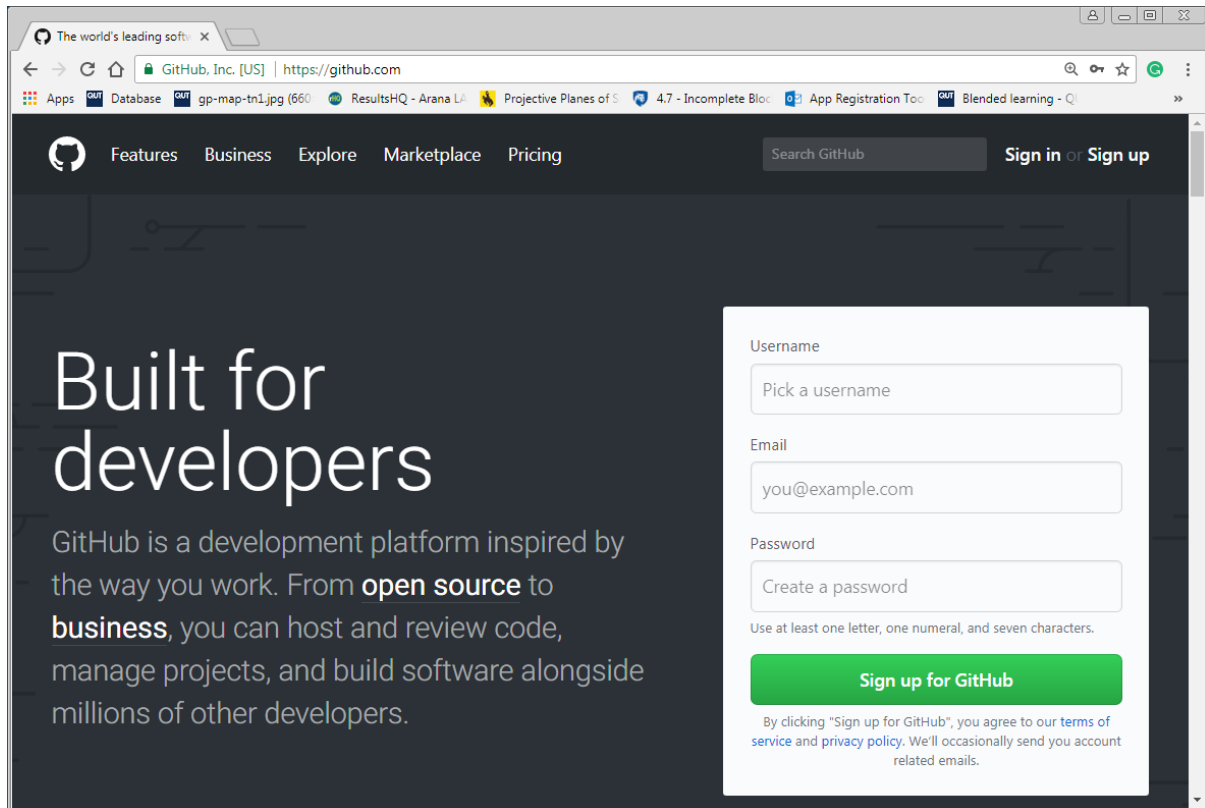 The world's leading softw
GitHub, Inc. [US] | https://github.com
Apps QUT Database QUT gp-map-tn1.jpg (660 ResultsHQ - Arana LA Projective Planes of S 4.7 - Incomplete Bloc App Registration Too QUT Blended learning - Q »
Features Business Explore Marketplace Pricing Search GitHub Sign in or Sign up
Built for
developers
GitHub is a development platform inspired by
the way you work. From open source to
business, you can host and review code,
manage projects, and build software alongside
millions of other developers.
Username
Pick a username
Email
you@example.com
Password
Create a password
Use at least one letter, one numeral, and seven characters.
Sign up for GitHub
By clicking "Sign up for GitHub", you agree to our terms of
service and privacy policy. We'll occasionally send you account
related emails.